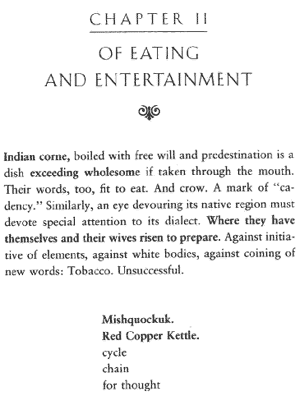 CHAPTER II
OF EATING
AND ENTERTAINMENT
Indian corne, boiled with free will and predestination is a
dish exceeding wholesome if taken through the mouth.
Their words, too, fit to eat. And crow. A mark of "ca-
dency." Similarly, an eye devouring its native region must
devote special attention to its dialect. Where they have
themselves and their wives risen to prepare. Against initia-
tive of elements, against white bodies, against coining of
new words: Tobacco. Unsuccessful.
Mishquockuk.
Red Copper Kettle.
cycle
chain
for thought